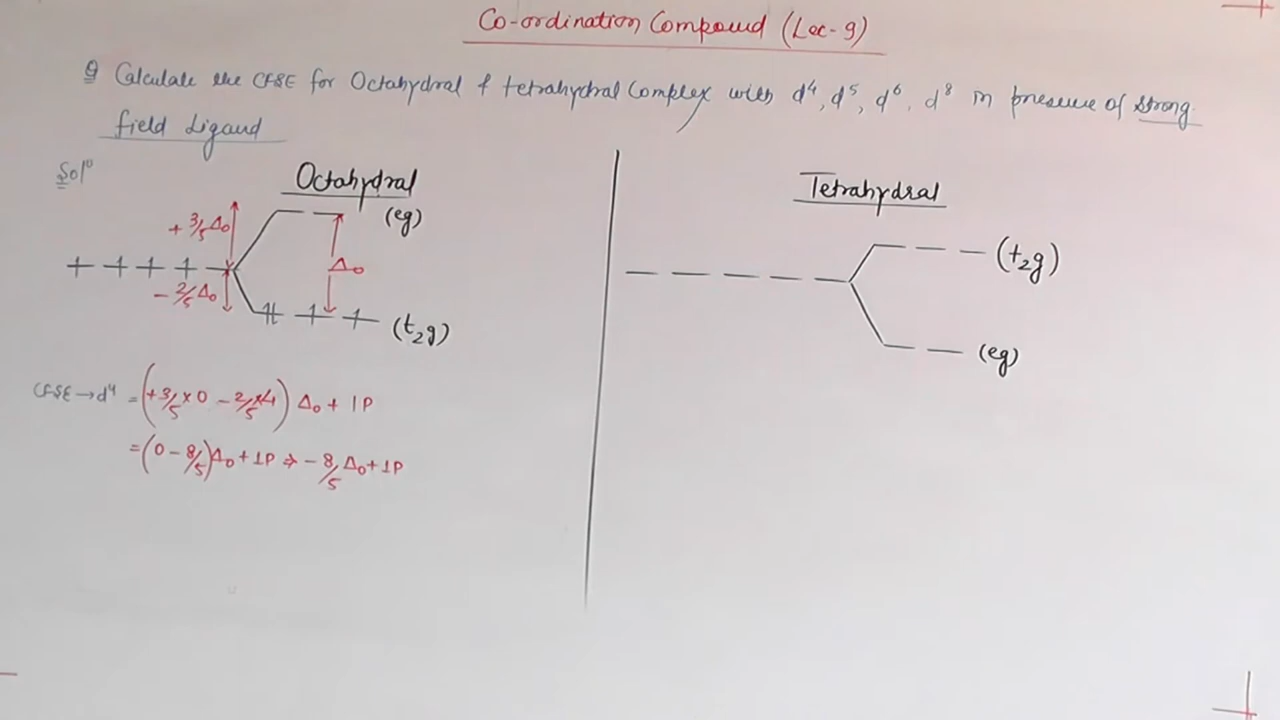 Co-ordination Compound (Lec-9)
Q Calculate the CFSE for Octahydral & tetrahydral Complex with d⁴, d⁵, d⁶, d⁸ in presence of strong
field Ligand
Solⁿ
Octahydral
Tetrahydral
(eg)
+ 3/5 Δo
Δo
- 2/5 Δo
(t₂g)
(t₂g)
(eg)
CFSE → d⁴ = (+3/5 × 0 - 2/5 × 4) Δo + 1P
= (0 - 8/5) Δo + 1P ⇒ - 8/5 Δo + 1P